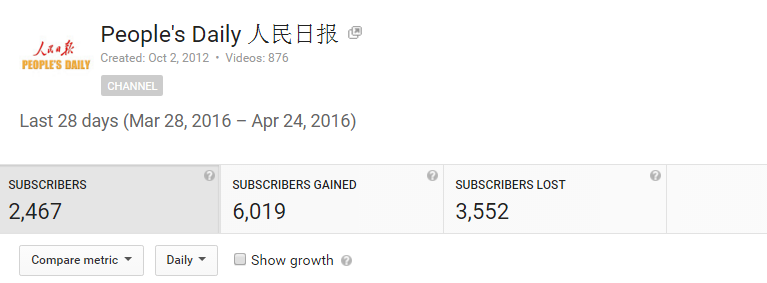 People's Daily 人民日报
人民日报
PEOPLE'S DAILY
Created: Oct 2, 2012 • Videos: 876
CHANNEL
Last 28 days (Mar 28, 2016 – Apr 24, 2016)
SUBSCRIBERS ?
2,467
SUBSCRIBERS GAINED ?
6,019
SUBSCRIBERS LOST ?
3,552
Compare metric
Daily
Show growth ?